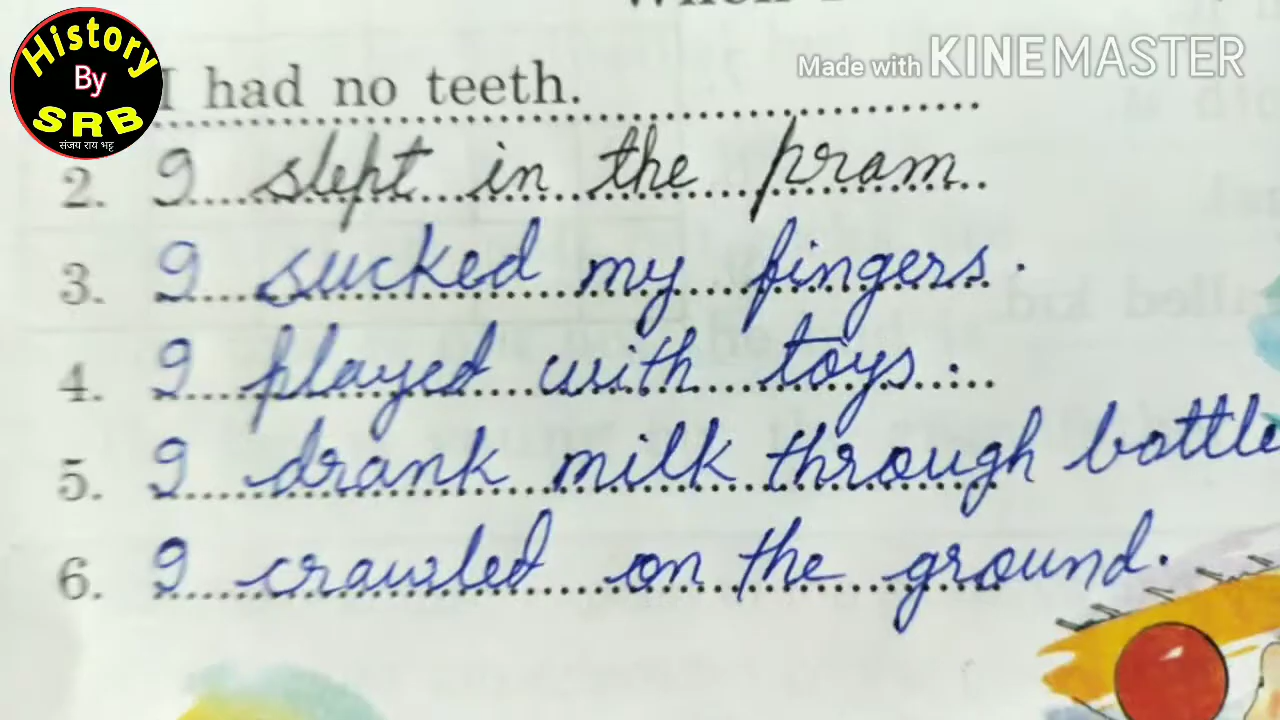 History
By
SRB
संजय राय भट्ट
Made with KINEMASTER
I had no teeth.
2. I slept in the pram
3. I sucked my fingers.
4. I played with toys.
5. I drank milk through bottle
6. I crawled on the ground.